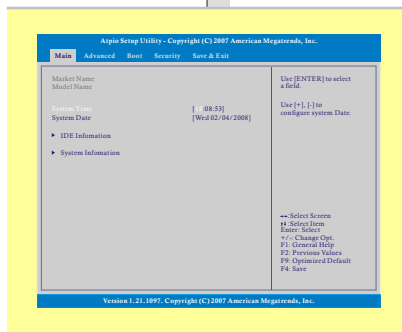 Atpio Setup Utility - Copyright (C) 2007 American Megatrends, Inc.
Main Advanced Boot Security Save & Exit
Market Name
Model Name
System Time [ :08:53]
System Date [Wed 02/04/2008]
IDE Infomation
System Infomation
Use [ENTER] to select
a field.
Use [+], [-] to
configure system Date.
↔: Select Screen
↑↓: Select Item
Enter: Select
+/-: Change Opt.
F1: General Help
F2: Previous Values
F9: Optimized Default
F4: Save
Version 1.21.1097. Copyright (C) 2007 American Megatrends, Inc.